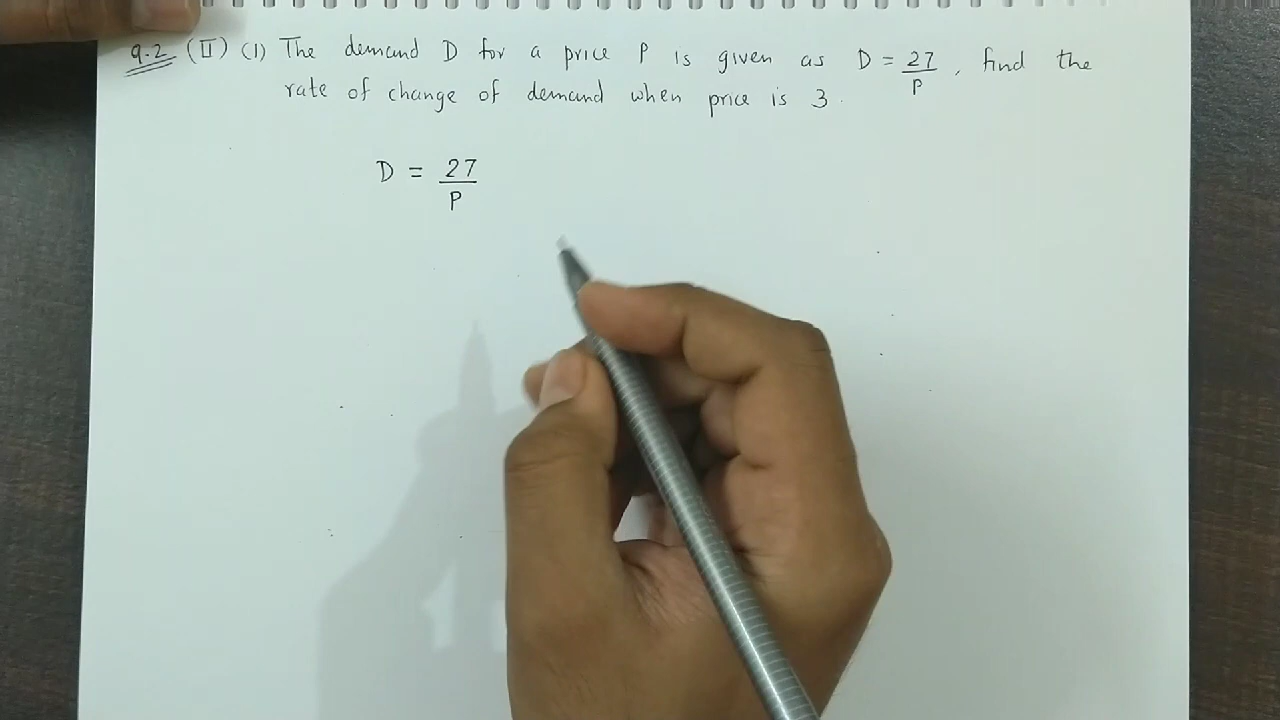 9.2 (II) (1) The demand D for a price P is given as D = 27/P, find the
rate of change of demand when price is 3.
D = 27/P